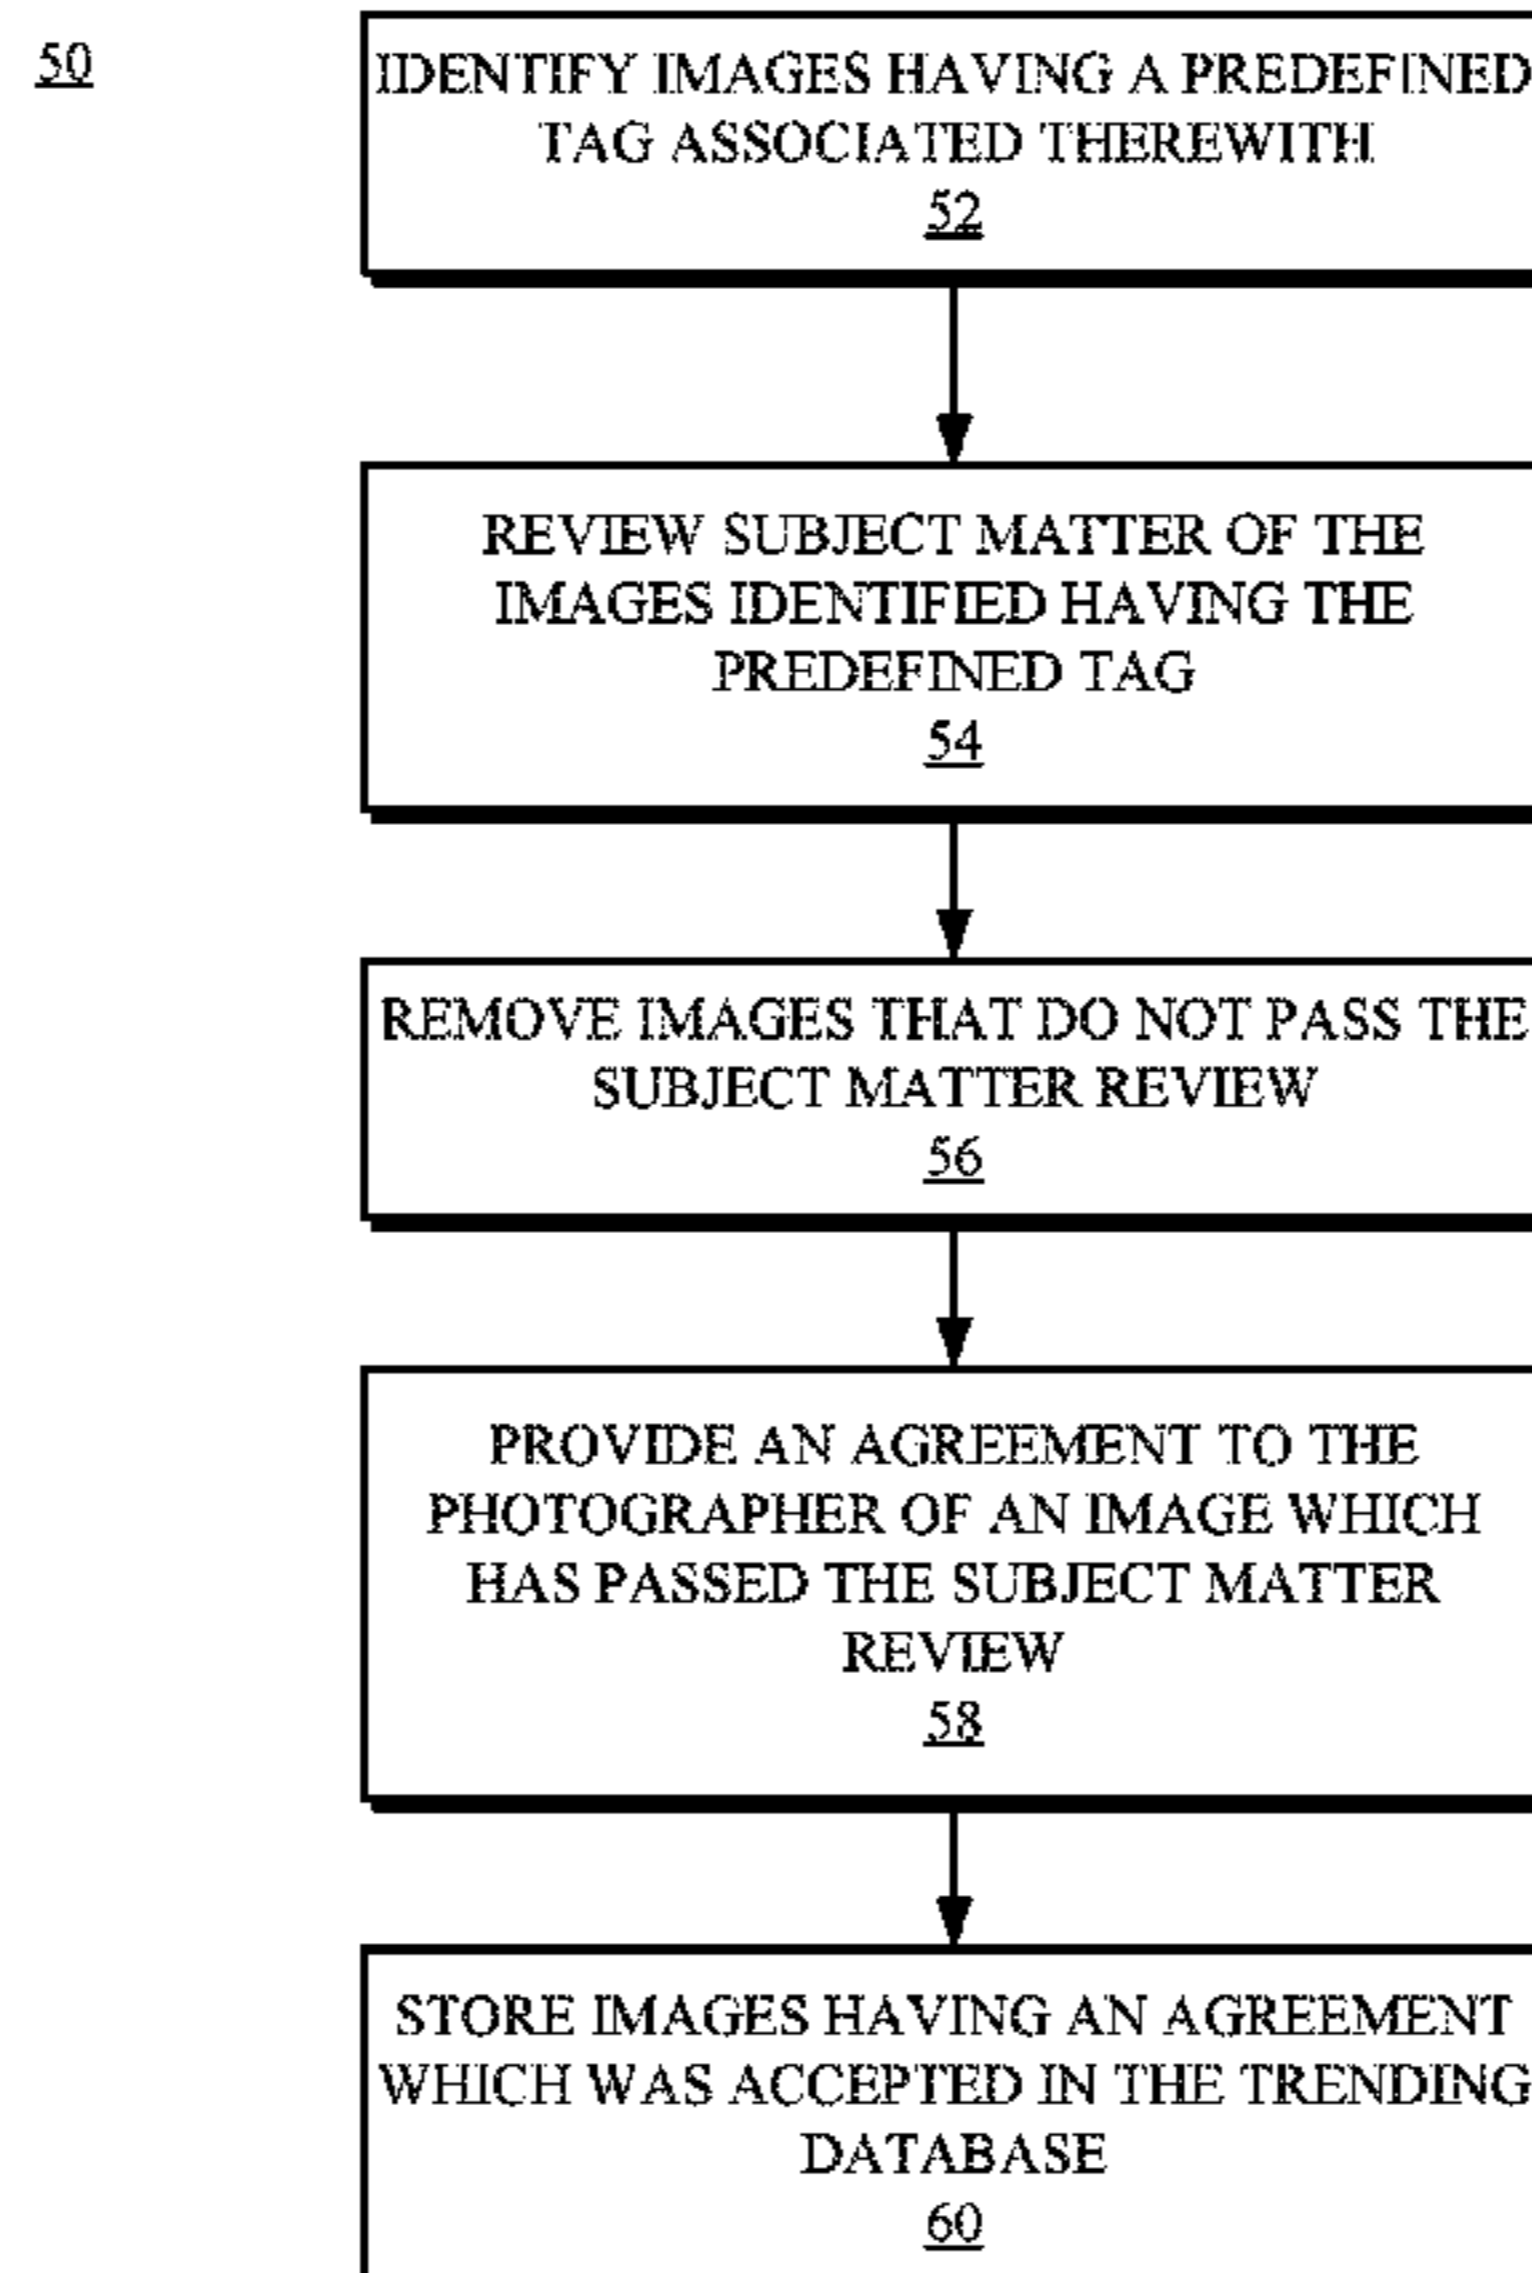 50
IDENTIFY IMAGES HAVING A PREDEFINED
TAG ASSOCIATED THEREWITH
52
REVIEW SUBJECT MATTER OF THE
IMAGES IDENTIFIED HAVING THE
PREDEFINED TAG
54
REMOVE IMAGES THAT DO NOT PASS THE
SUBJECT MATTER REVIEW
56
PROVIDE AN AGREEMENT TO THE
PHOTOGRAPHER OF AN IMAGE WHICH
HAS PASSED THE SUBJECT MATTER
REVIEW
58
STORE IMAGES HAVING AN AGREEMENT
WHICH WAS ACCEPTED IN THE TRENDING
DATABASE
60